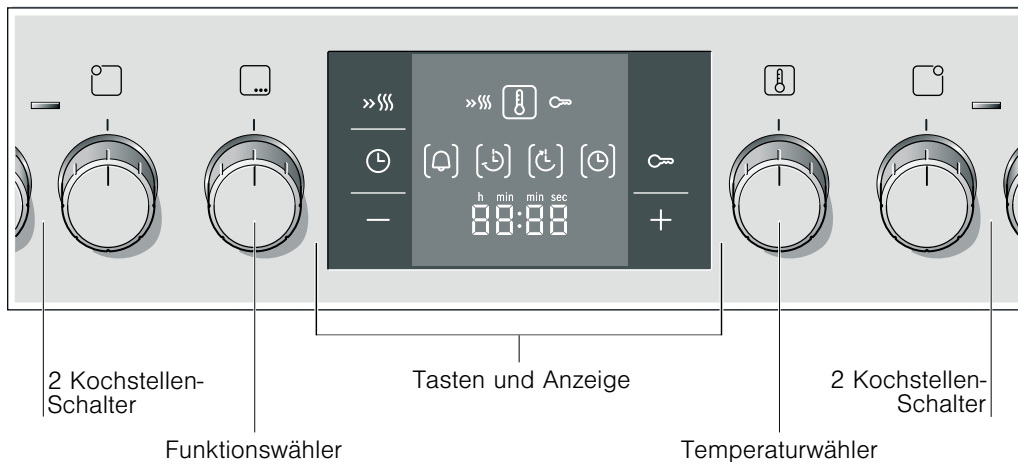 h min min sec
88:88
2 Kochstellen-
Schalter
Tasten und Anzeige
2 Kochstellen-
Schalter
Funktionswähler
Temperaturwähler